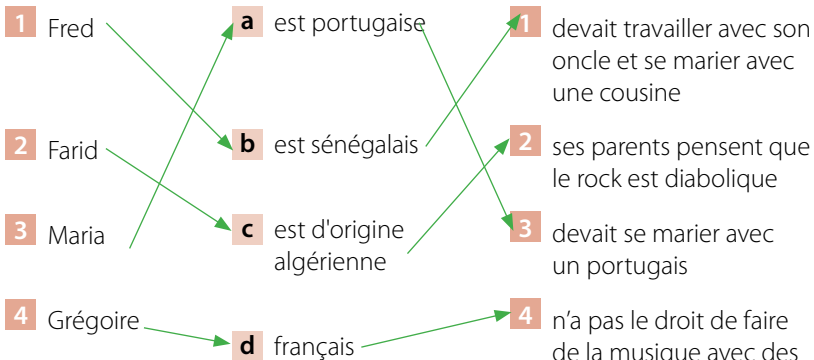 1 Fred
2 Farid
3 Maria
4 Grégoire
a est portugaise
b est sénégalais
c est d'origine
algérienne
d français
1 devait travailler avec son
oncle et se marier avec
une cousine
2 ses parents pensent que
le rock est diabolique
3 devait se marier avec
un portugais
4 n'a pas le droit de faire
de la musique avec des